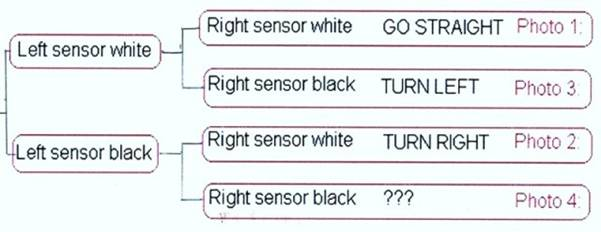 Right sensor white GO STRAIGHT Photo 1:
Left sensor white
Right sensor black TURN LEFT Photo 3:
Right sensor white TURN RIGHT Photo 2:
Left sensor black
Right sensor black ??? Photo 4: